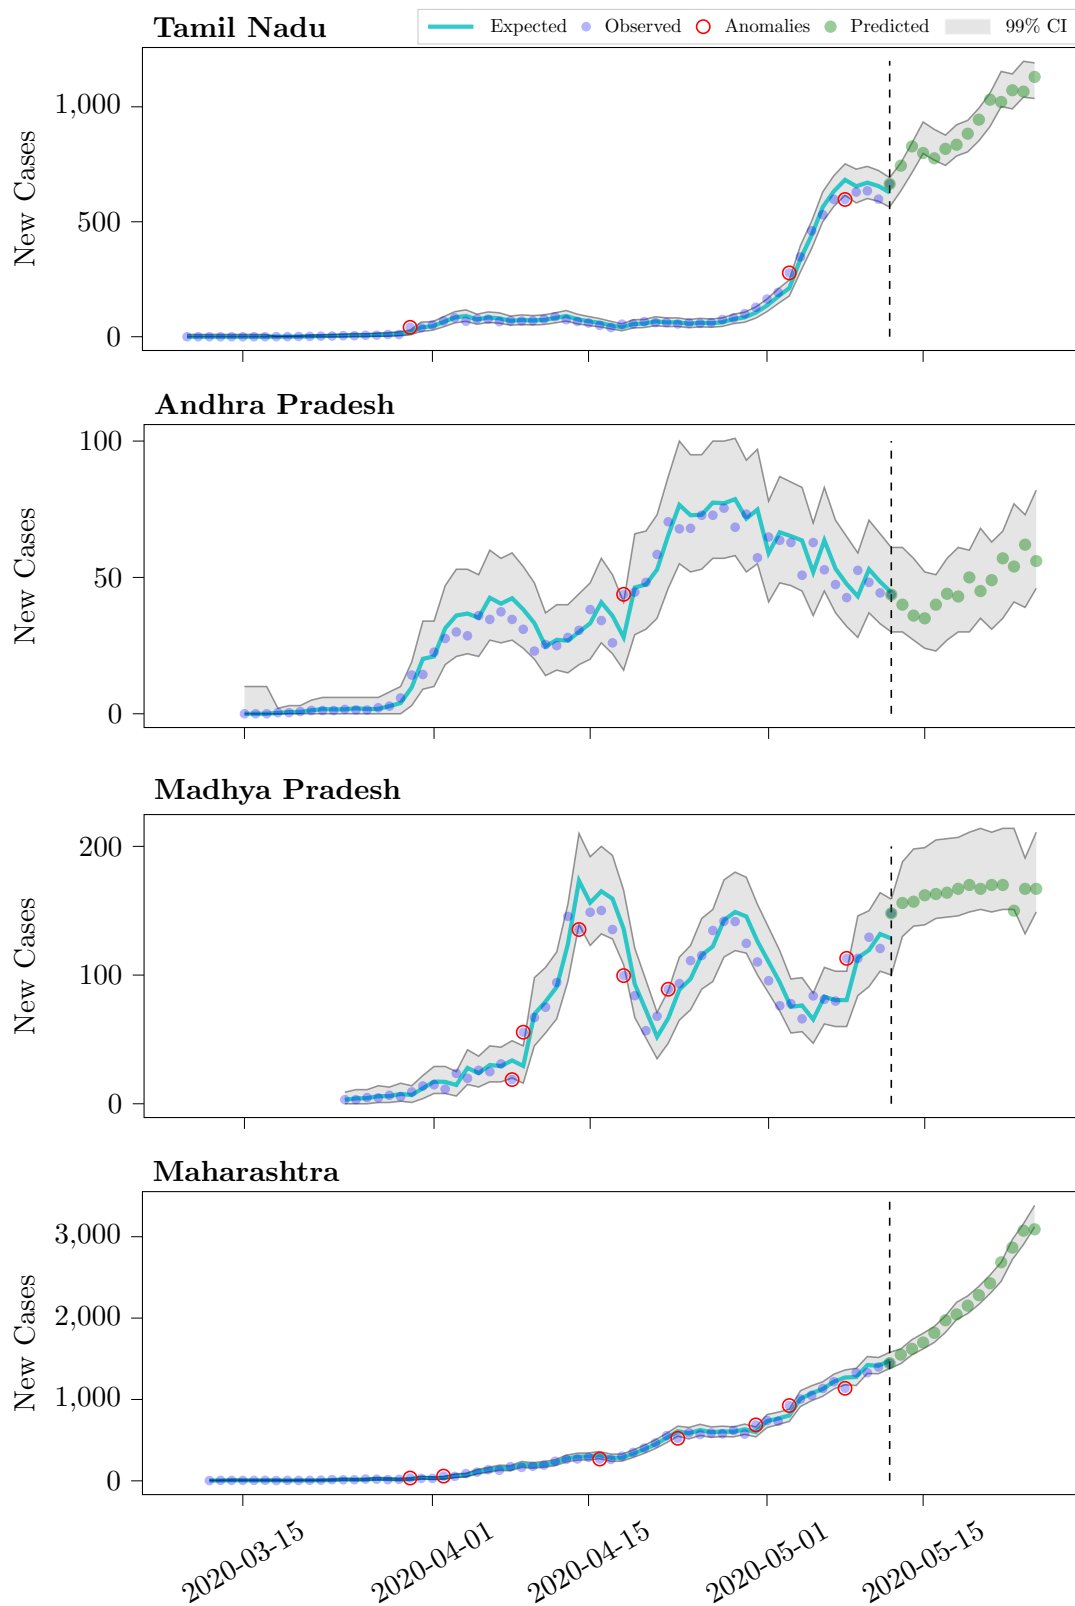 Tamil Nadu
Expected Observed Anomalies Predicted 99% CI
New Cases
1,000
500
0
Andhra Pradesh
New Cases
100
50
0
Madhya Pradesh
New Cases
200
100
0
Maharashtra
New Cases
3,000
2,000
1,000
0
2020-03-15
2020-04-01
2020-04-15
2020-05-01
2020-05-15